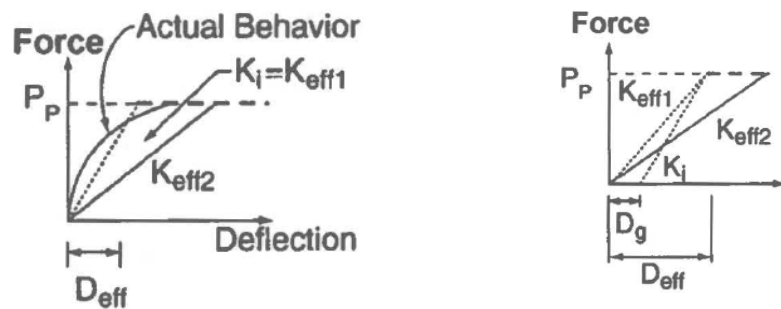 Force
Actual Behavior
Ki=Keff1
PP
Keff2
Deflection
Deff
Force
PP
Keff1
Keff2
Ki
Dg
Deff